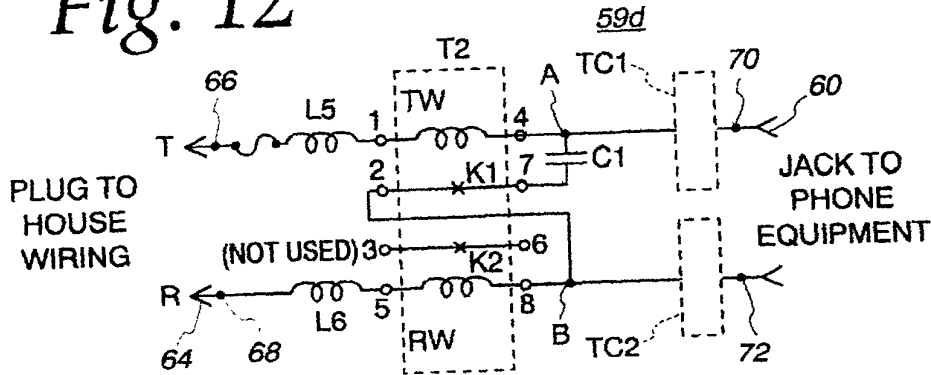 Fig. 12
59d
T2
TC1
70
60
A
66
L5
1
TW
4
T
2
K1
7
C1
PLUG TO
HOUSE
WIRING
JACK TO
PHONE
EQUIPMENT
(NOT USED) 3
K2
6
R
L6
5
8
B
64
68
RW
TC2
72